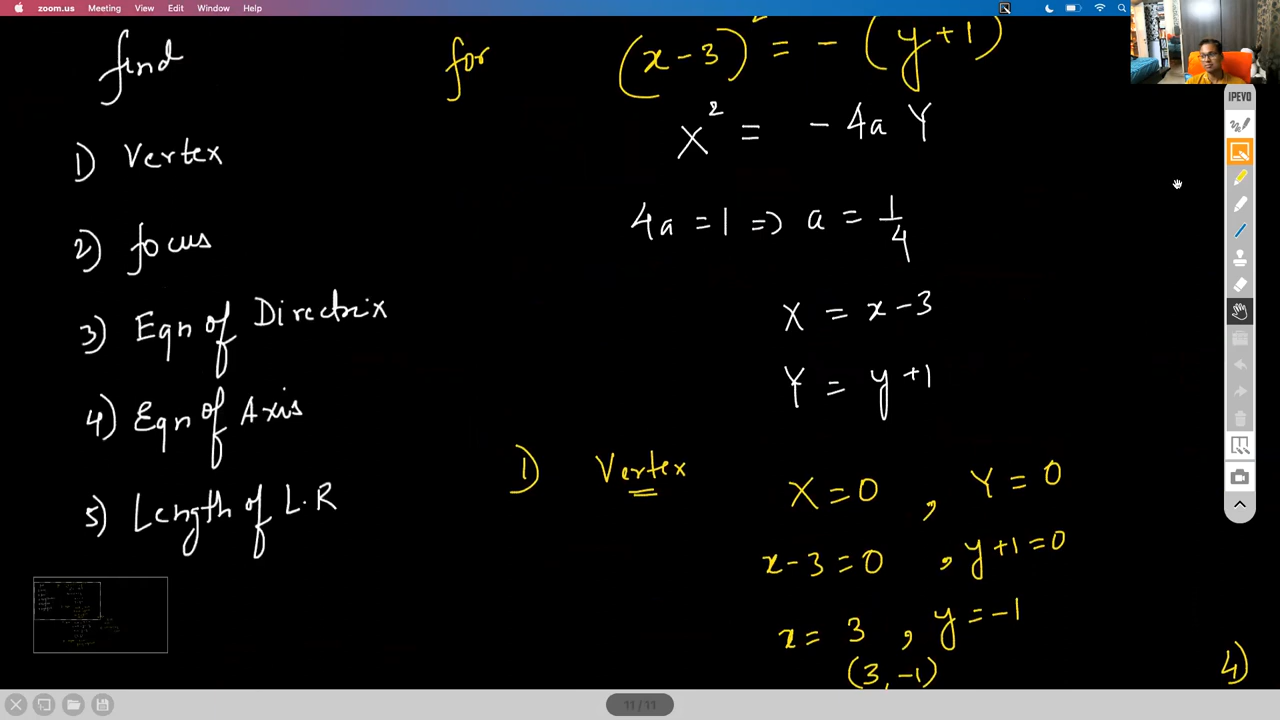 zoom.us Meeting View Edit Window Help
find for (x-3)² = - (y+1)
X² = - 4a Y
1) Vertex
4a = 1 => a = 1/4
2) focus
X = x-3
3) Eqn of Directrix
Y = y+1
4) Eqn of Axis
1) Vertex X=0 , Y=0
5) Length of L.R
x-3=0 , y+1=0
x= 3 , y=-1
(3,-1)
4)
IPEVO
11/11